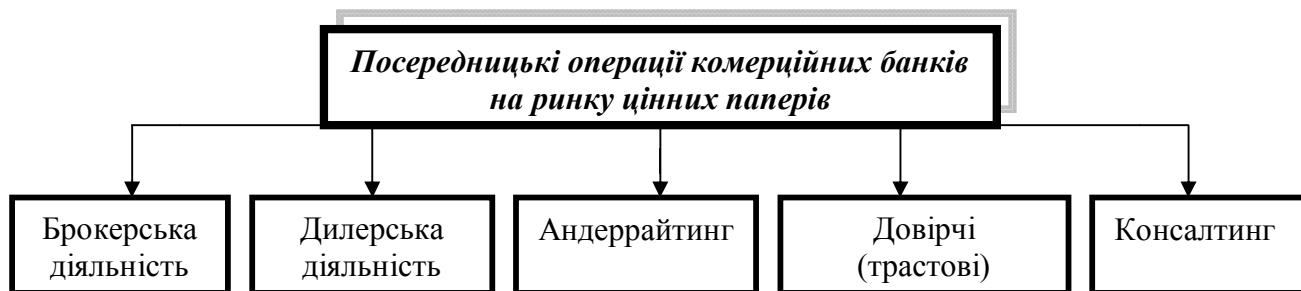 Посередницькі операції комерційних банків
на ринку цінних паперів
Брокерська
діяльність
Дилерська
діяльність
Андеррайтинг
Довірчі
(трастові)
Консалтинг